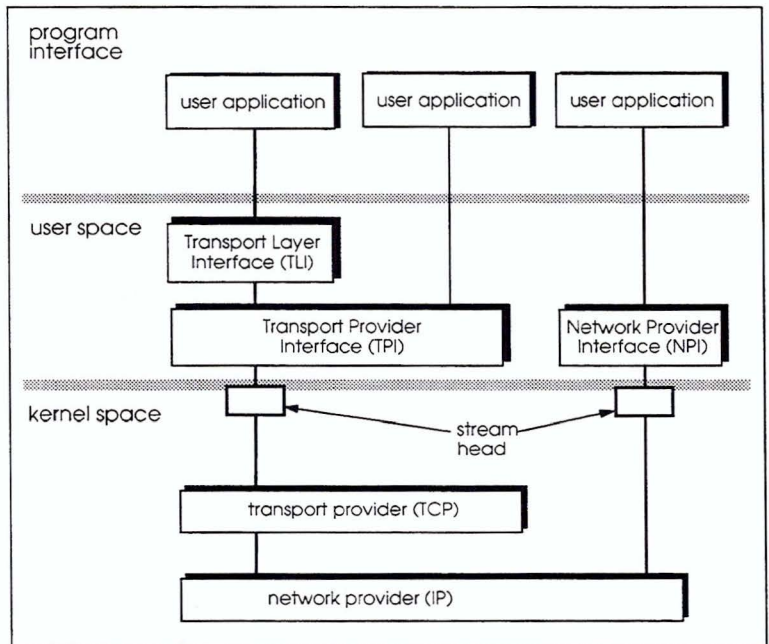 program
interface
user application
user application
user application
user space
Transport Layer
Interface (TLI)
Transport Provider
Interface (TPI)
Network Provider
Interface (NPI)
kernel space
stream
head
transport provider (TCP)
network provider (IP)